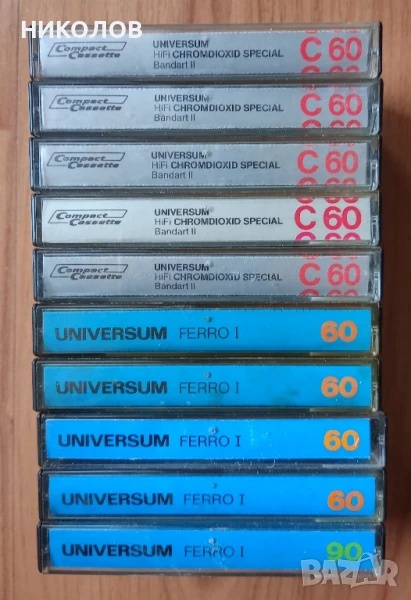 НИКОЛОВ
Compact Cassette UNIVERSUM HiFi CHROMDIOXID SPECIAL Bandart II C 60
Compact Cassette UNIVERSUM HiFi CHROMDIOXID SPECIAL Bandart II C 60
Compact Cassette UNIVERSUM HiFi CHROMDIOXID SPECIAL Bandart II C 60
Compact Cassette UNIVERSUM HiFi CHROMDIOXID SPECIAL Bandart II C 60
Compact Cassette UNIVERSUM HiFi CHROMDIOXID SPECIAL Bandart II C 60
UNIVERSUM FERRO I 60
UNIVERSUM FERRO I 60
UNIVERSUM FERRO I 60
UNIVERSUM FERRO I 60
UNIVERSUM FERRO I 90
BAZAR